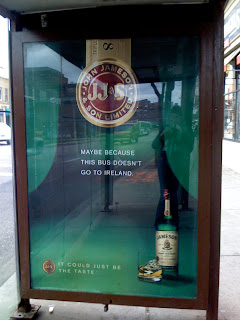 JOHN JAMESON
JJ&S
& SON LIMITED
MAYBE BECAUSE
THIS BUS DOESN'T
GO TO IRELAND.
JAMESON
IT COULD JUST BE
THE TASTE